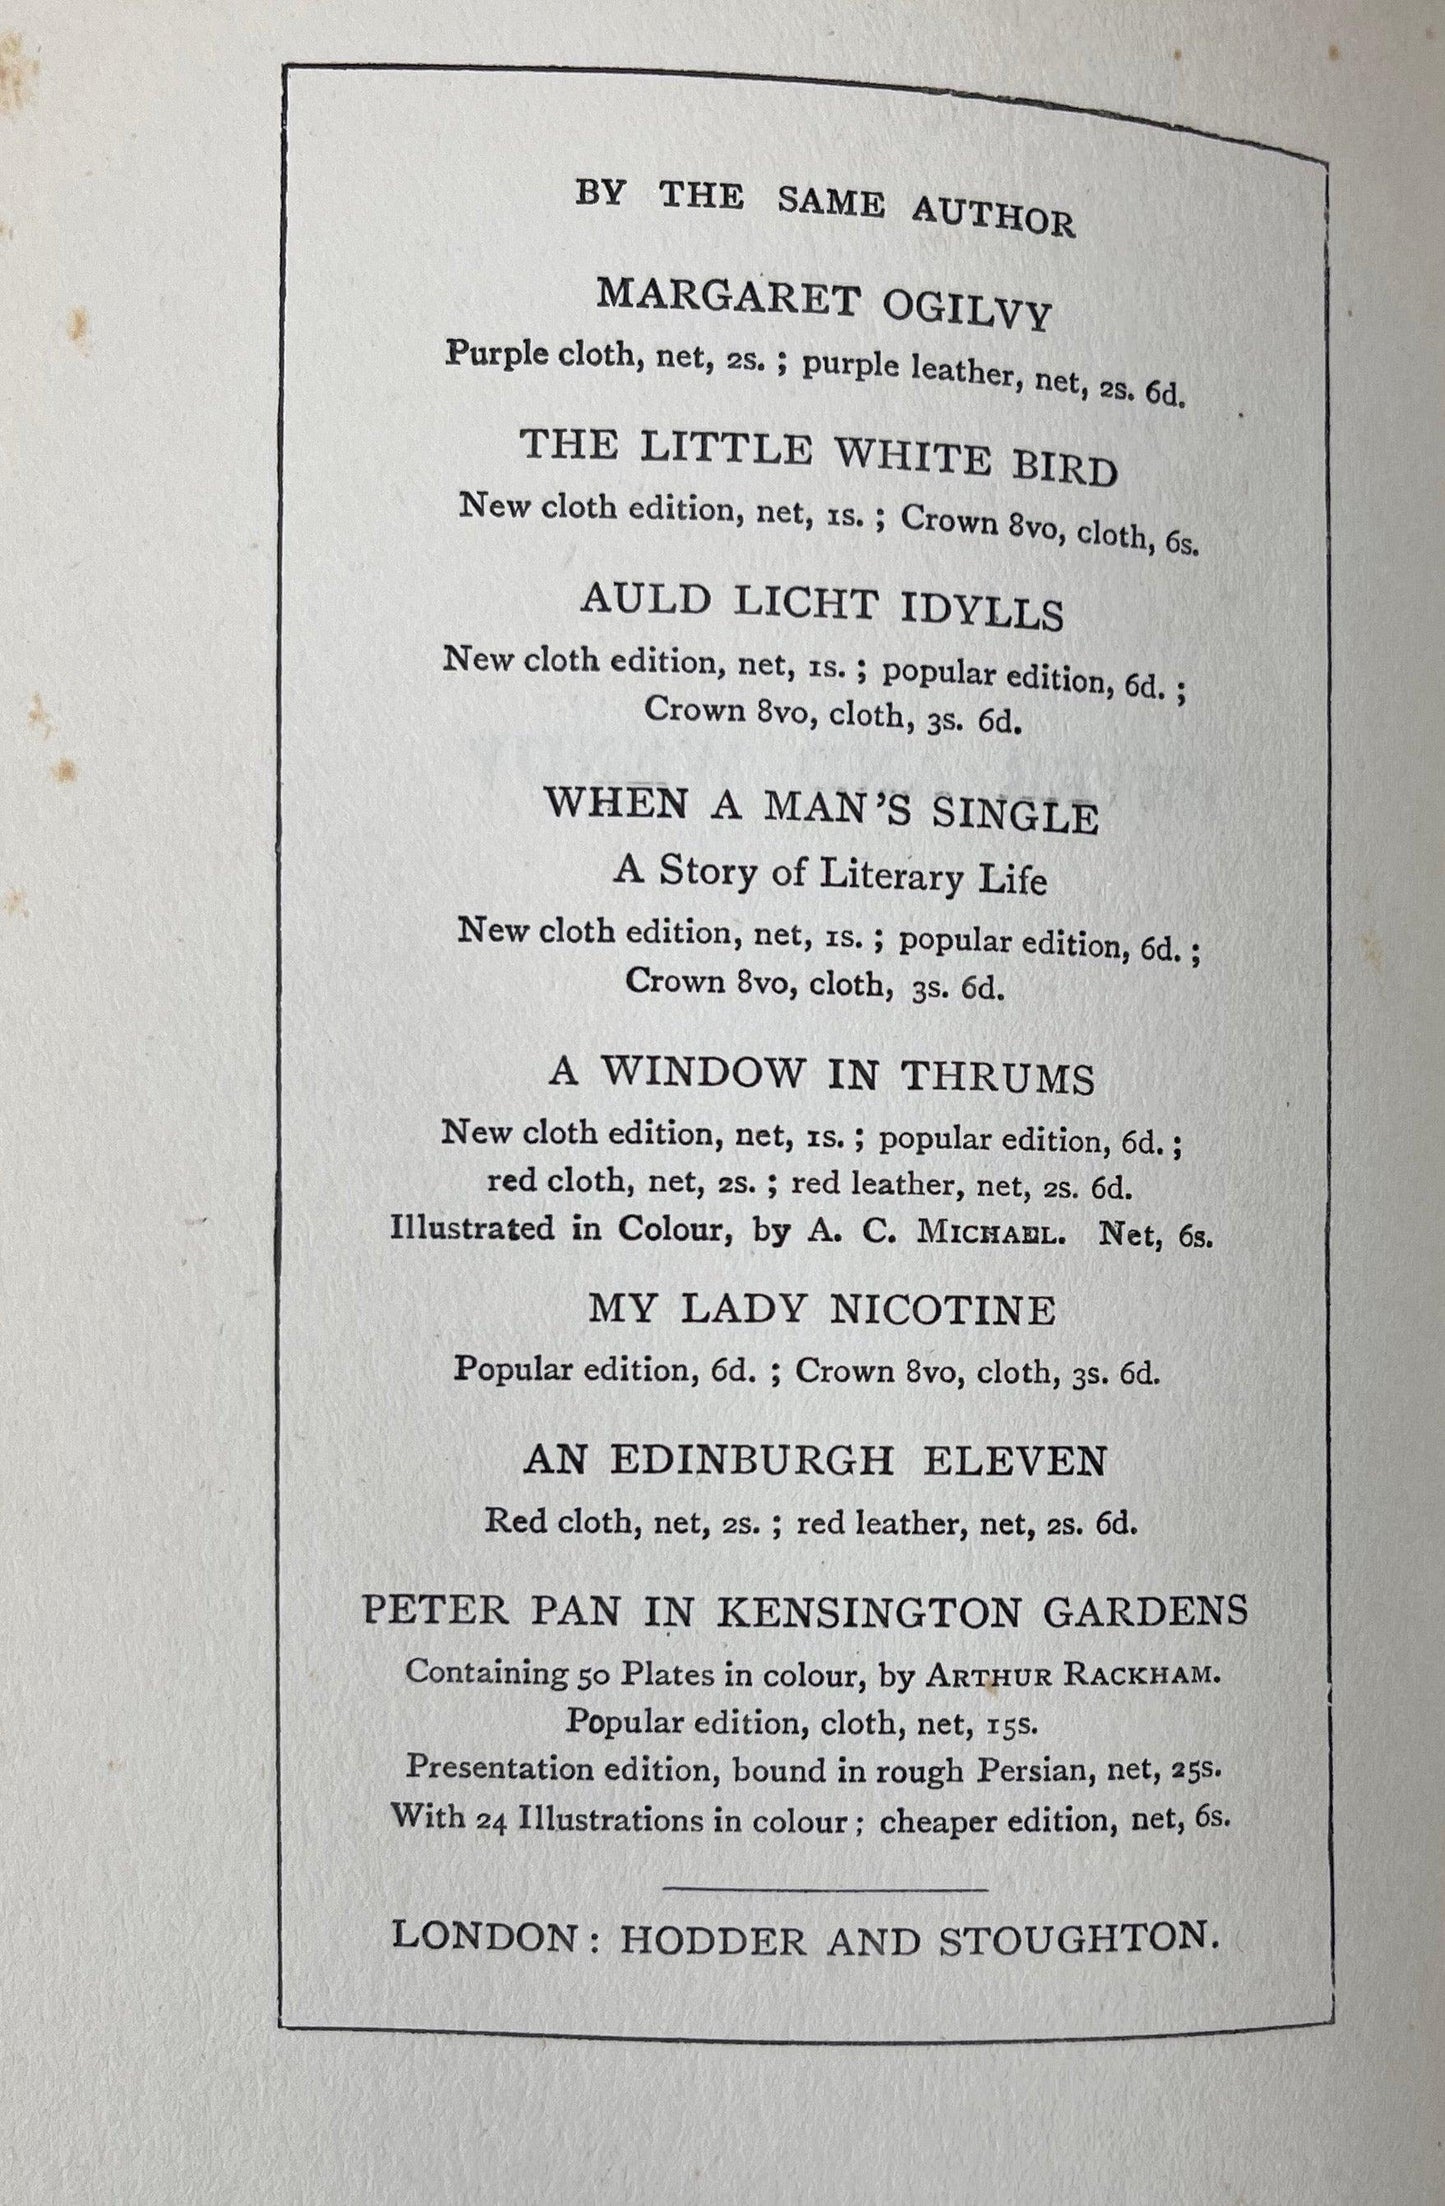 BY THE SAME AUTHOR
MARGARET OGILVY
Purple cloth, net, 2s. ; purple leather, net, 2s. 6d.
THE LITTLE WHITE BIRD
New cloth edition, net, 1s. ; Crown 8vo, cloth, 6s.
AULD LICHT IDYLLS
New cloth edition, net, 1s. ; popular edition, 6d. ;
Crown 8vo, cloth, 3s. 6d.
WHEN A MAN'S SINGLE
A Story of Literary Life
New cloth edition, net, 1s. ; popular edition, 6d. ;
Crown 8vo, cloth, 3s. 6d.
A WINDOW IN THRUMS
New cloth edition, net, 1s. ; popular edition, 6d. ;
red cloth, net, 2s. ; red leather, net, 2s. 6d.
Illustrated in Colour, by A. C. MICHAEL. Net, 6s.
MY LADY NICOTINE
Popular edition, 6d. ; Crown 8vo, cloth, 3s. 6d.
AN EDINBURGH ELEVEN
Red cloth, net, 2s. ; red leather, net, 2s. 6d.
PETER PAN IN KENSINGTON GARDENS
Containing 50 Plates in colour, by ARTHUR RACKHAM.
Popular edition, cloth, net, 15s.
Presentation edition, bound in rough Persian, net, 25s.
With 24 Illustrations in colour ; cheaper edition, net, 6s.
LONDON : HODDER AND STOUGHTON.